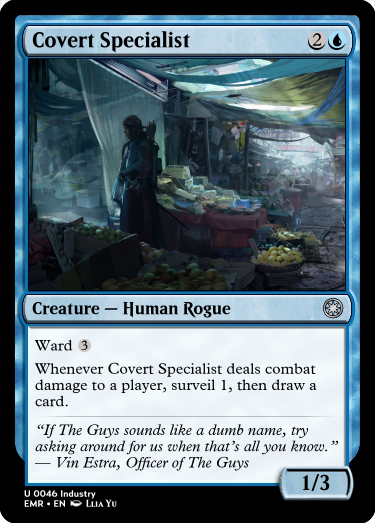 Covert Specialist 2
Creature — Human Rogue
Ward 3
Whenever Covert Specialist deals combat
damage to a player, surveil 1, then draw a
card.
“If The Guys sounds like a dumb name, try
asking around for us when that’s all you know.”
— Vin Estra, Officer of The Guys
1/3
U 0046 Industry
EMR • EN Llia Yu